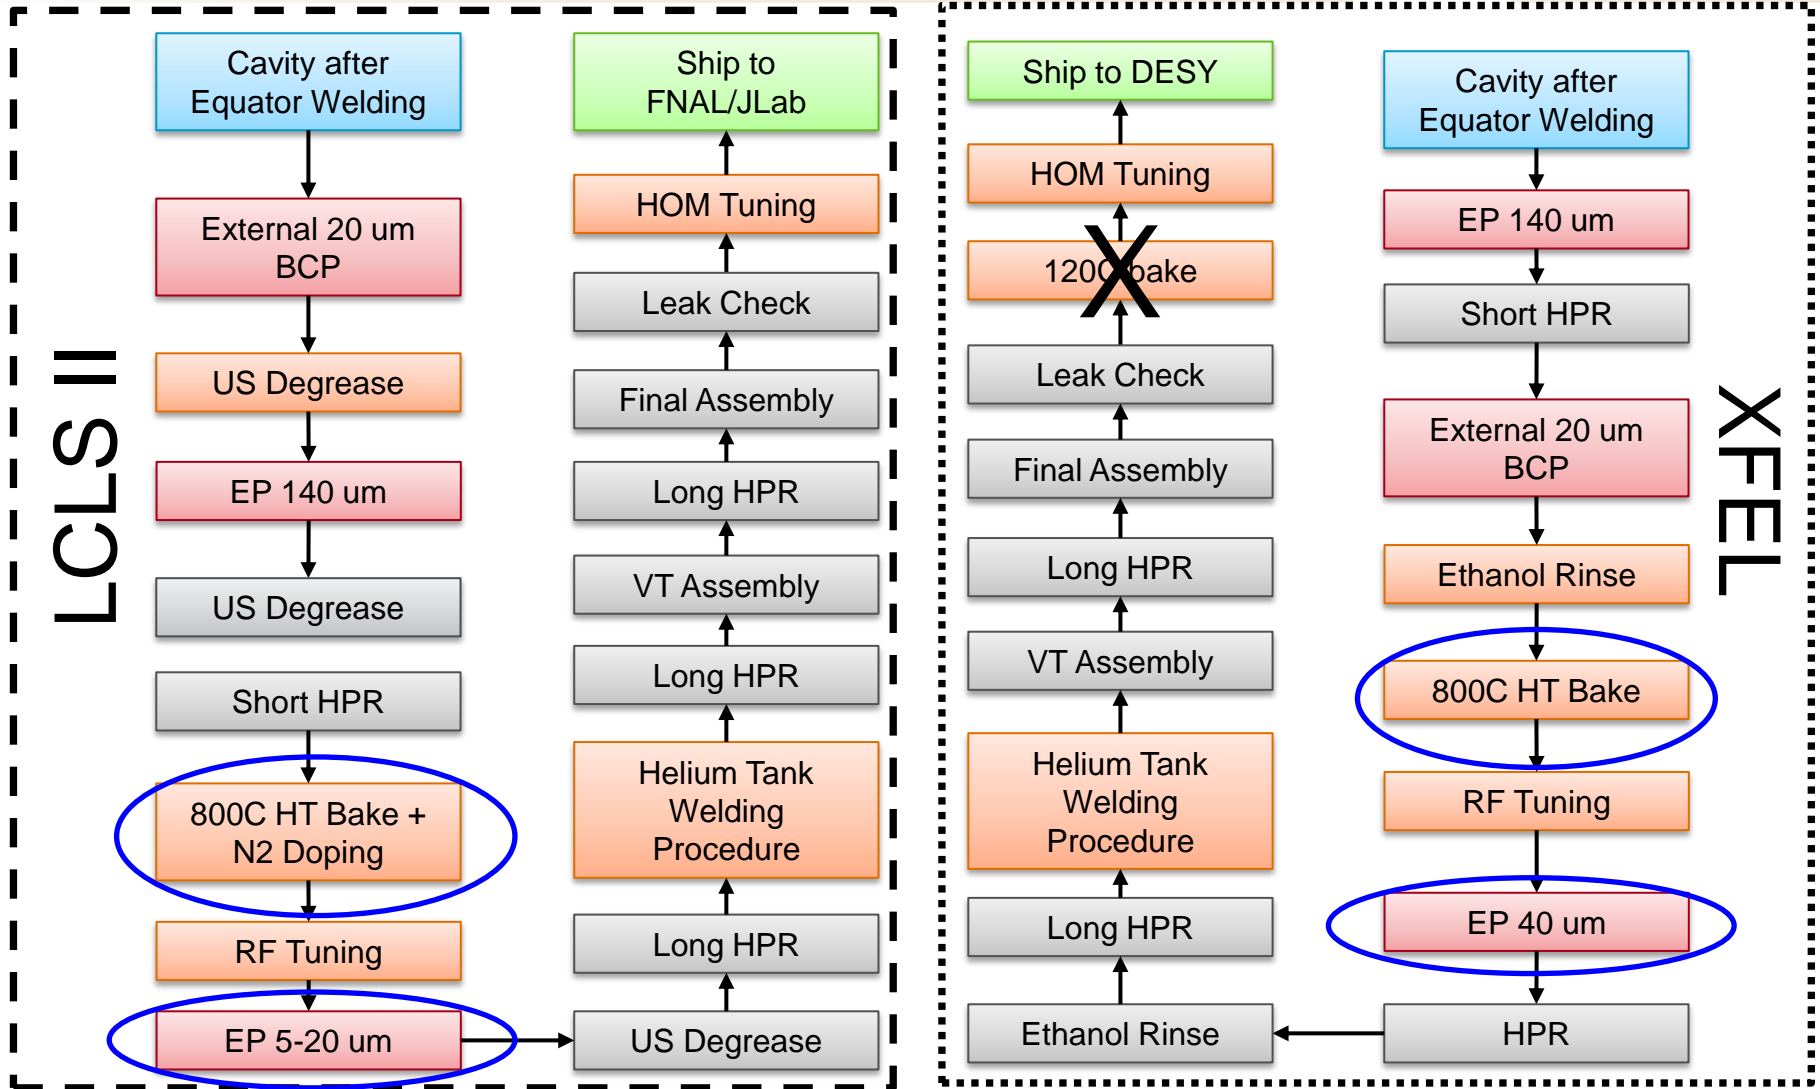 LCLS II
Cavity after
Equator Welding
External 20 um
BCP
US Degrease
EP 140 um
US Degrease
Short HPR
800C HT Bake +
N2 Doping
RF Tuning
EP 5-20 um
Ship to
FNAL/JLab
HOM Tuning
Leak Check
Final Assembly
Long HPR
VT Assembly
Long HPR
Helium Tank
Welding
Procedure
Long HPR
US Degrease
Ship to DESY
HOM Tuning
120C bake
X
Leak Check
Final Assembly
Long HPR
VT Assembly
Helium Tank
Welding
Procedure
Long HPR
Ethanol Rinse
Cavity after
Equator Welding
EP 140 um
Short HPR
External 20 um
BCP
Ethanol Rinse
800C HT Bake
RF Tuning
EP 40 um
HPR
XFEL